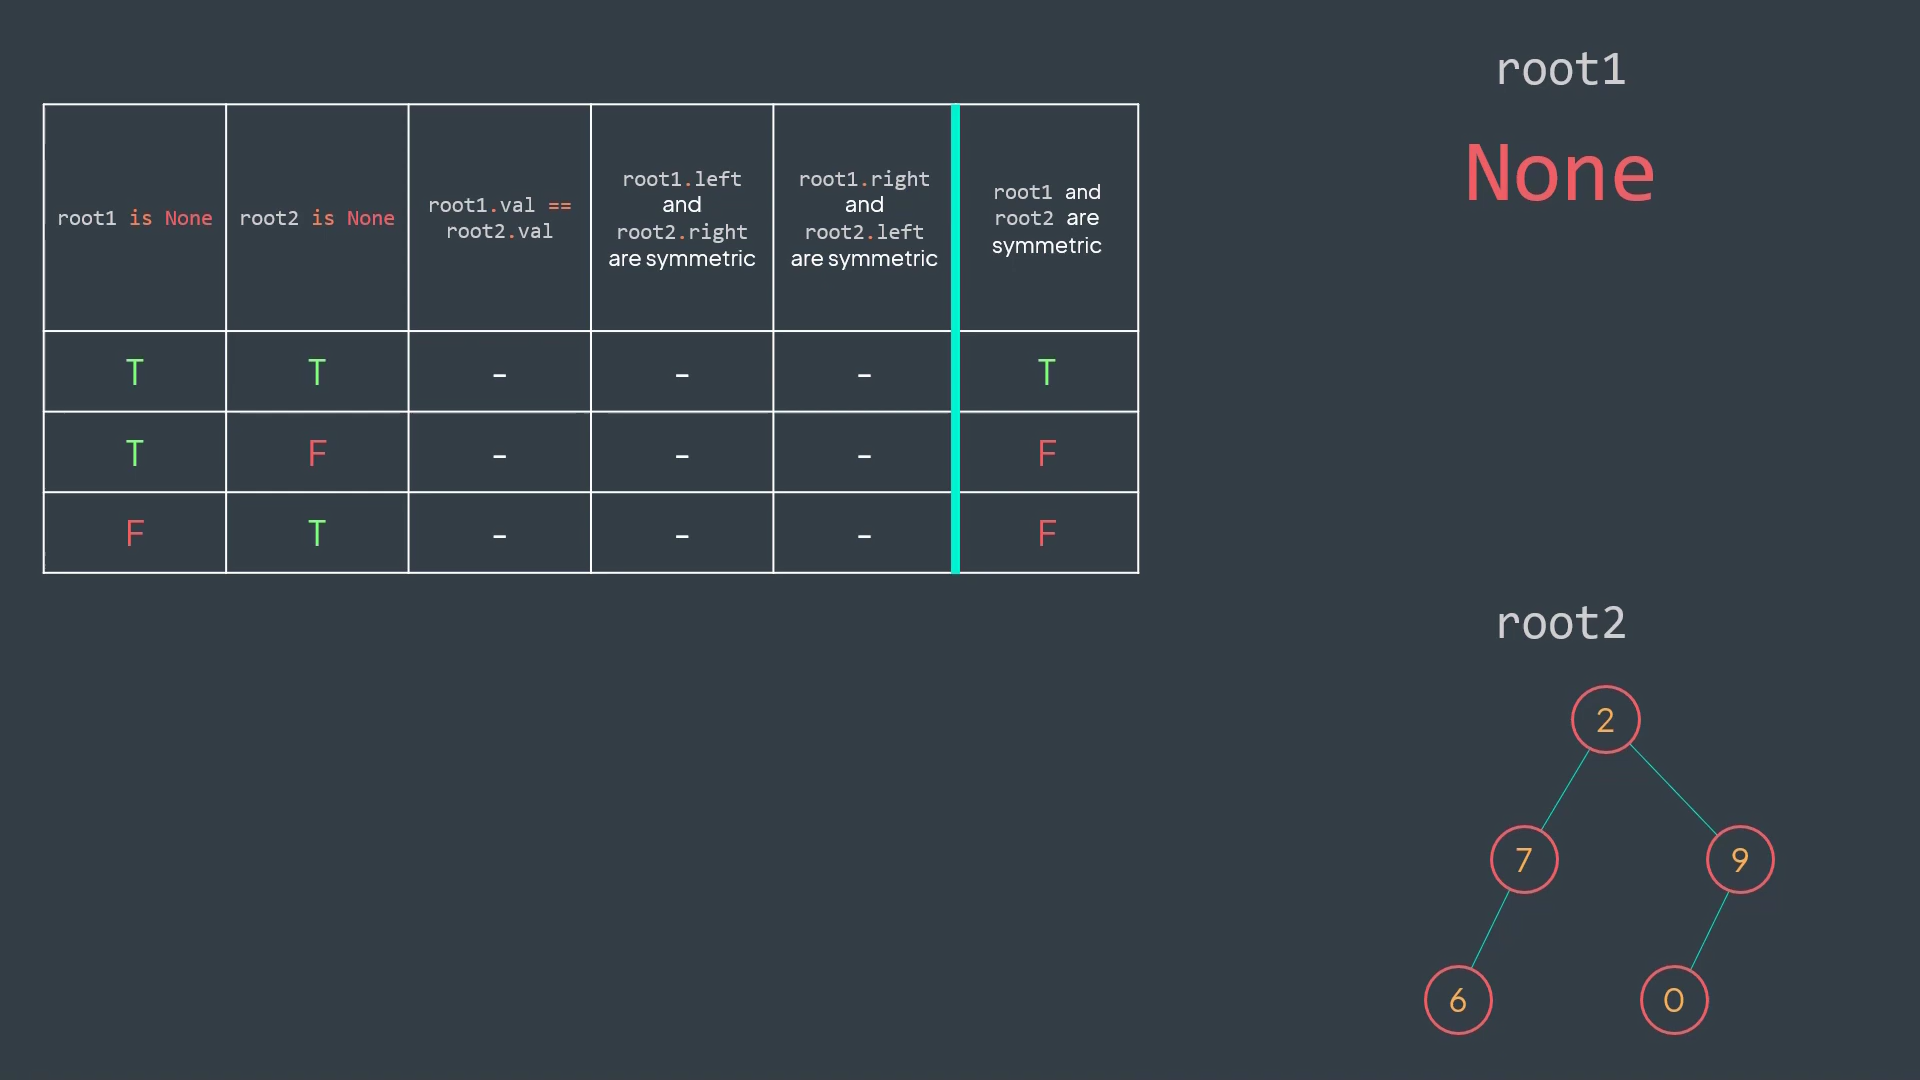 root1 is None
root2 is None
root1.val ==
root2.val
root1.left
and
root2.right
are symmetric
root1.right
and
root2.left
are symmetric
root1 and
root2 are
symmetric
T T - - - T
T F - - - F
F T - - - F
root1
None
root2
2
7 9
6 0